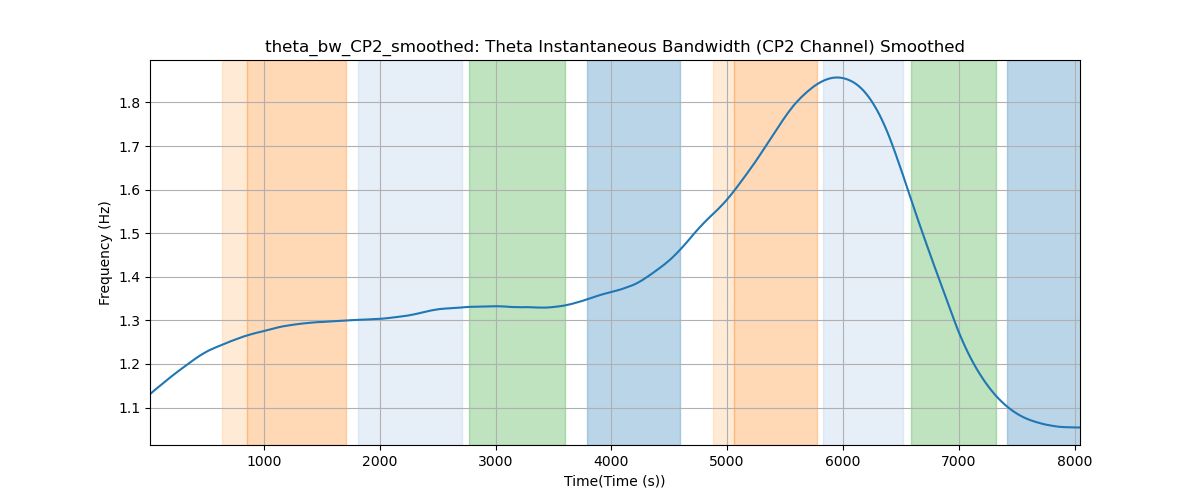 theta_bw_CP2_smoothed: Theta Instantaneous Bandwidth (CP2 Channel) Smoothed
Frequency (Hz)
1.8
1.7
1.6
1.5
1.4
1.3
1.2
1.1
1000 2000 3000 4000 5000 6000 7000 8000
Time(Time (s))